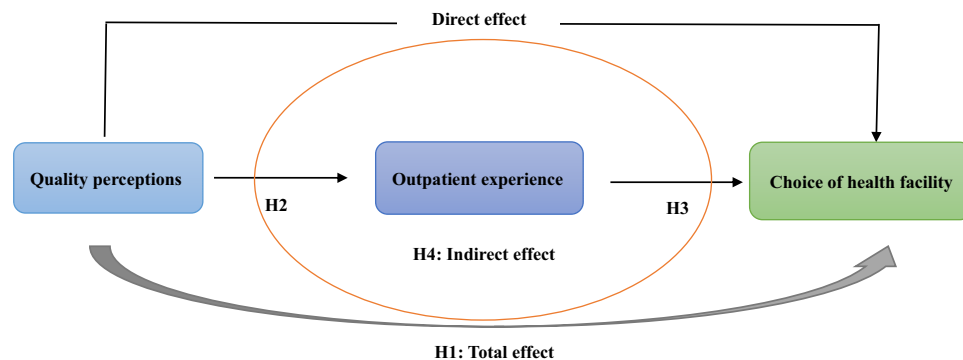 Direct effect
Quality perceptions
Outpatient experience
Choice of health facility
H2
H3
H4: Indirect effect
H1: Total effect